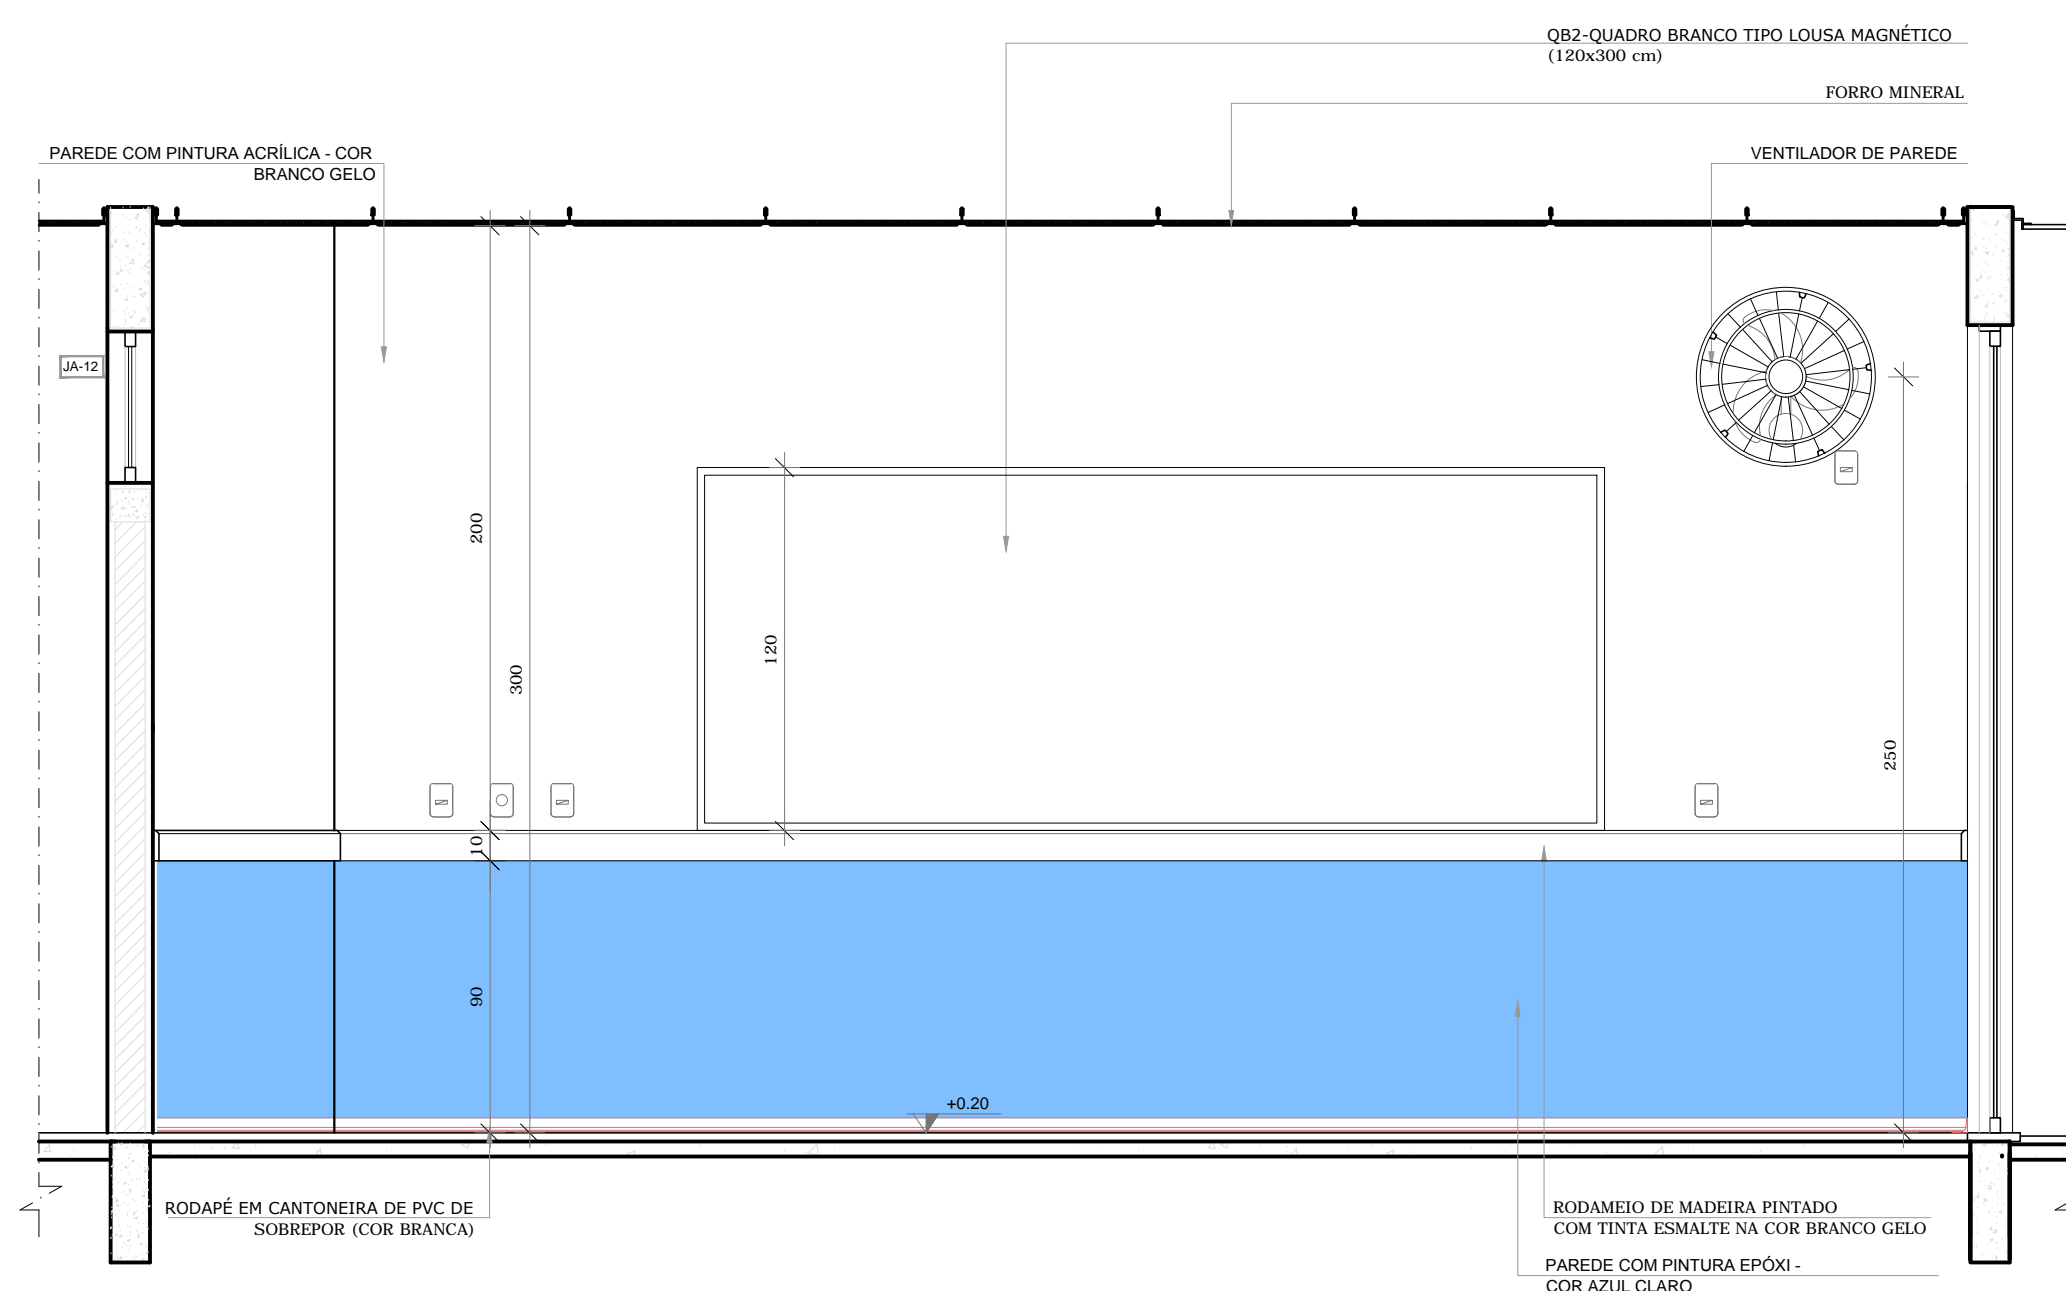 QB2-QUADRO BRANCO TIPO LOUSA MAGNÉTICO
(120x300 cm)
FORRO MINERAL
PAREDE COM PINTURA ACRÍLICA - COR
BRANCO GELO
VENTILADOR DE PAREDE
JA-12
200
300
120
250
10
90
+0.20
RODAPÉ EM CANTONEIRA DE PVC DE
SOBREPOR (COR BRANCA)
RODAMEIO DE MADEIRA PINTADO
COM TINTA ESMALTE NA COR BRANCO GELO
PAREDE COM PINTURA EPÓXI -
COR AZUL CLARO